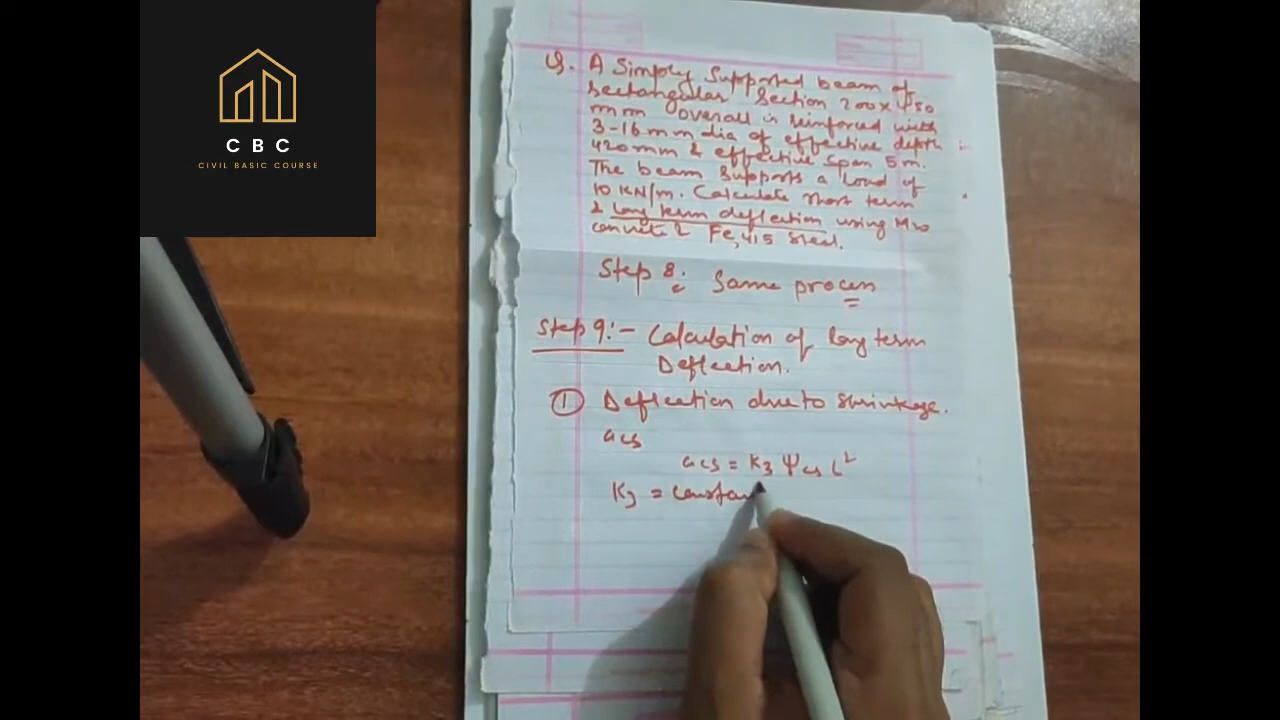 CBC
CIVIL BASIC COURSE
Q. A Simply Supported beam of
rectangular Section 200x450
mm overall is reinforced with
3-16mm dia of effective depth
420mm & effective Span 5m.
The beam supports a load of
10 KN/m. Calculate short term
& long term deflection using M20
concrete & Fe415 steel.
Step 8: Same process
Step 9:- Calculation of long term
Deflection.
① Deflection due to shrinkage.
acs
acs = K3 Ψcs L²
K3 = constan